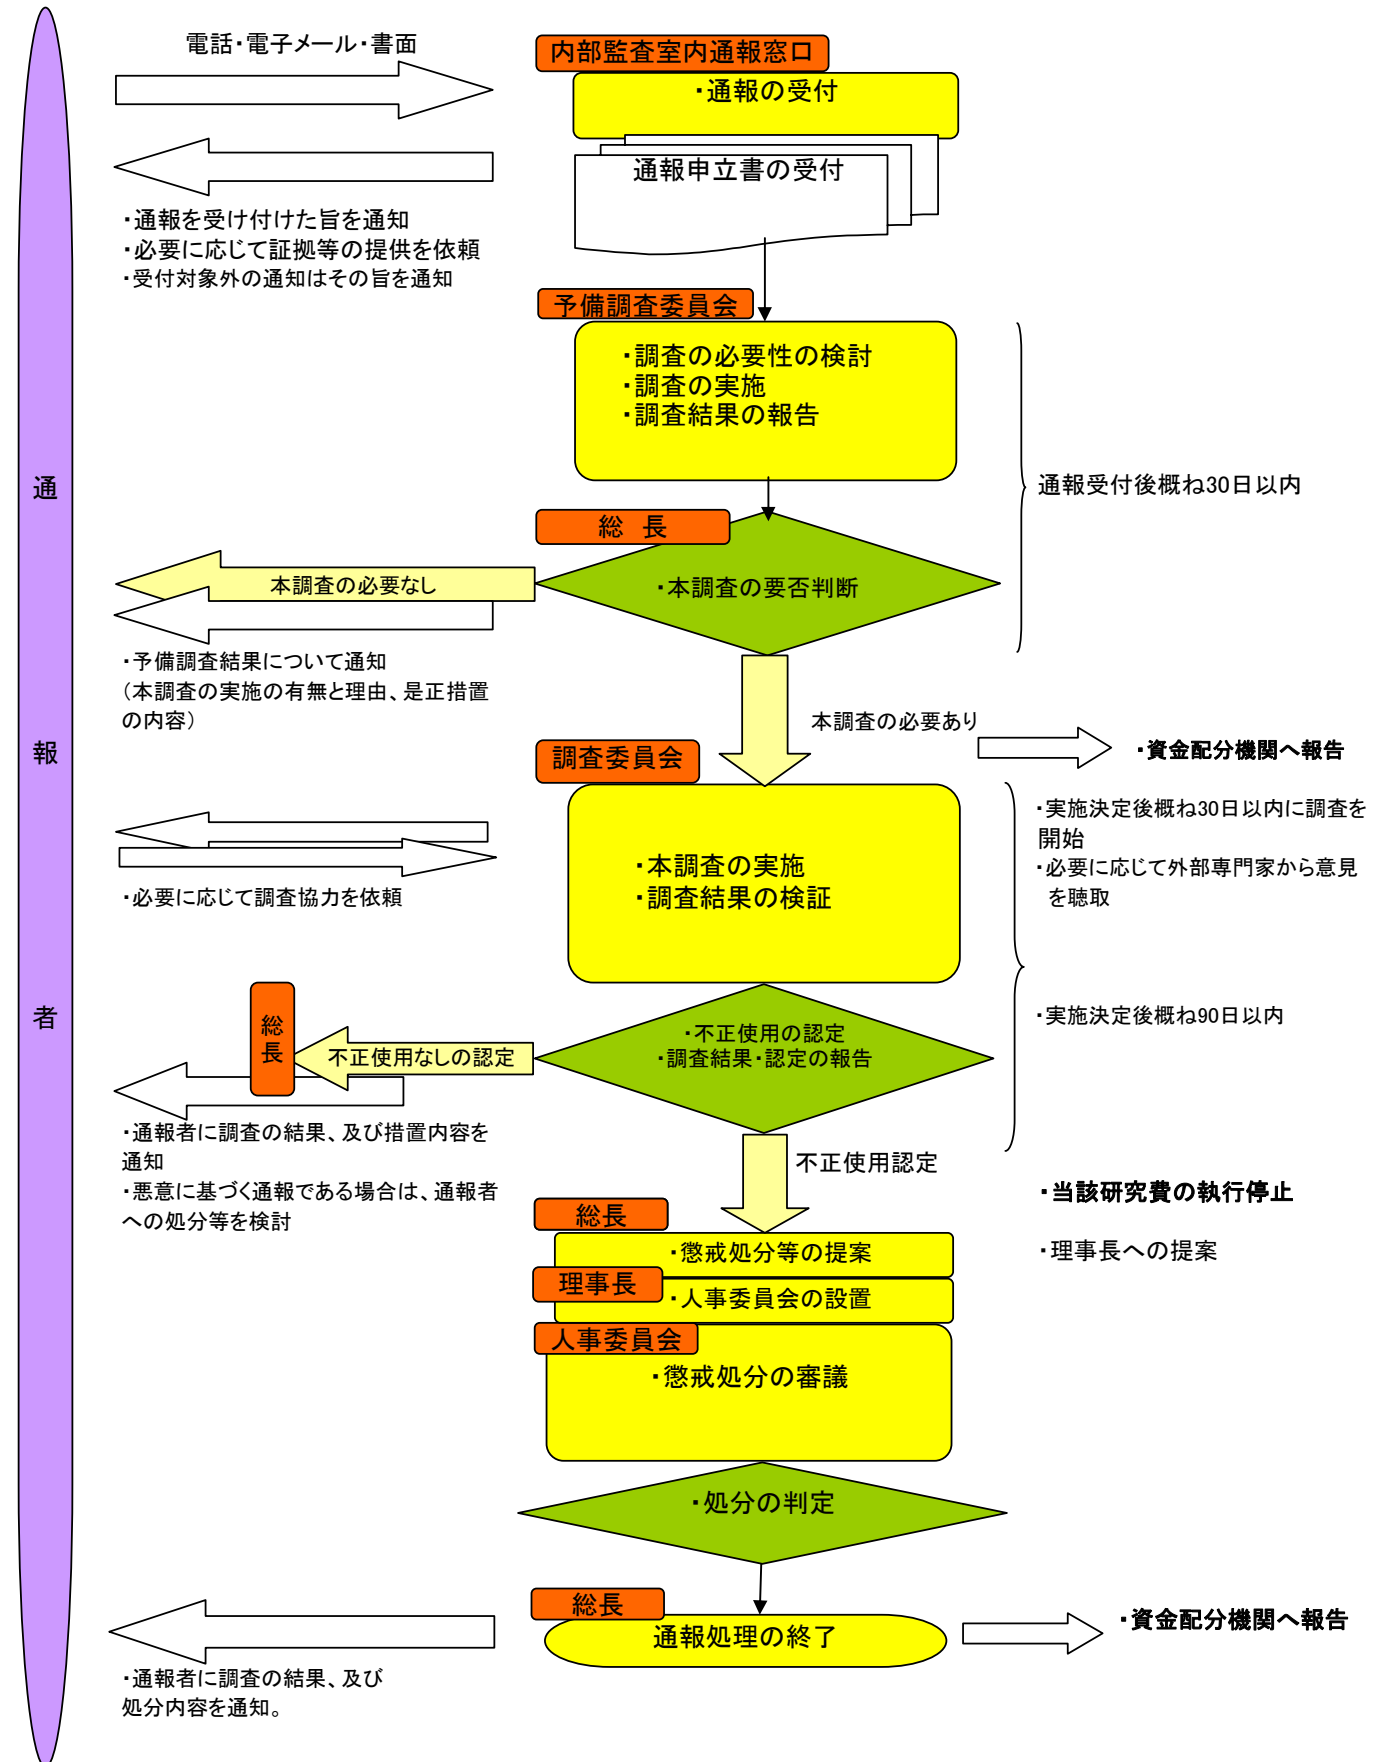 電話・電子メール・書面
内部監査室内通報窓口
・通報の受付
通報申立書の受付
・通報を受け付けた旨を通知
・必要に応じて証拠等の提供を依頼
・受付対象外の通知はその旨を通知
予備調査委員会
・調査の必要性の検討
・調査の実施
・調査結果の報告
通報受付後概ね30日以内
通
報
者
総　長
・本調査の要否判断
本調査の必要なし
・予備調査結果について通知
（本調査の実施の有無と理由、是正措置
の内容）
本調査の必要あり
・資金配分機関へ報告
調査委員会
・本調査の実施
・調査結果の検証
・実施決定後概ね30日以内に調査を
開始
・必要に応じて外部専門家から意見
を聴取
・必要に応じて調査協力を依頼
・実施決定後概ね90日以内
総
長
不正使用なしの認定
・不正使用の認定
・調査結果・認定の報告
・通報者に調査の結果、及び措置内容を
通知
・悪意に基づく通報である場合は、通報者
への処分等を検討
不正使用認定
・当該研究費の執行停止
・理事長への提案
総長
・懲戒処分等の提案
理事長
・人事委員会の設置
人事委員会
・懲戒処分の審議
・処分の判定
総長
通報処理の終了
・資金配分機関へ報告
・通報者に調査の結果、及び
処分内容を通知。